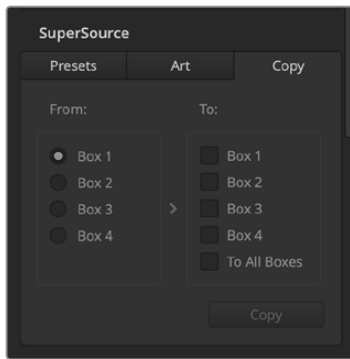 SuperSource
Presets Art Copy
From: To:
Box 1 Box 1
Box 2 Box 2
Box 3 > Box 3
Box 4 Box 4
To All Boxes
Copy